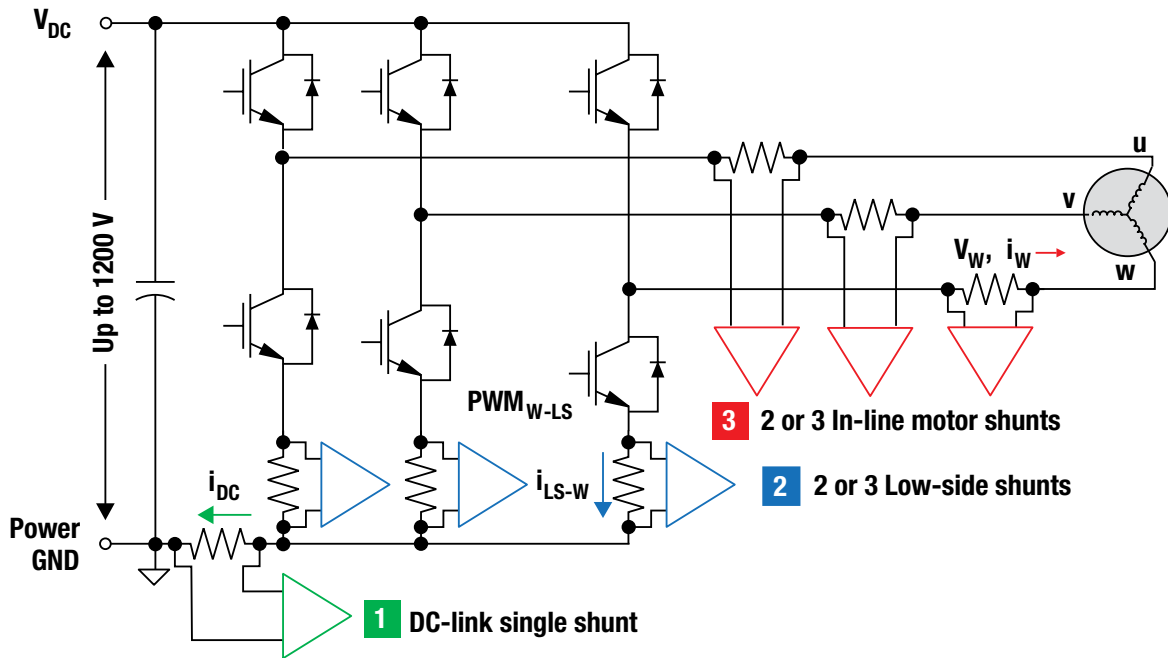 V_DC
Up to 1200 V
u
v
V_W, i_W
w
PWM_W-LS
3 2 or 3 In-line motor shunts
i_DC
i_LS-W
2 2 or 3 Low-side shunts
Power
GND
1 DC-link single shunt